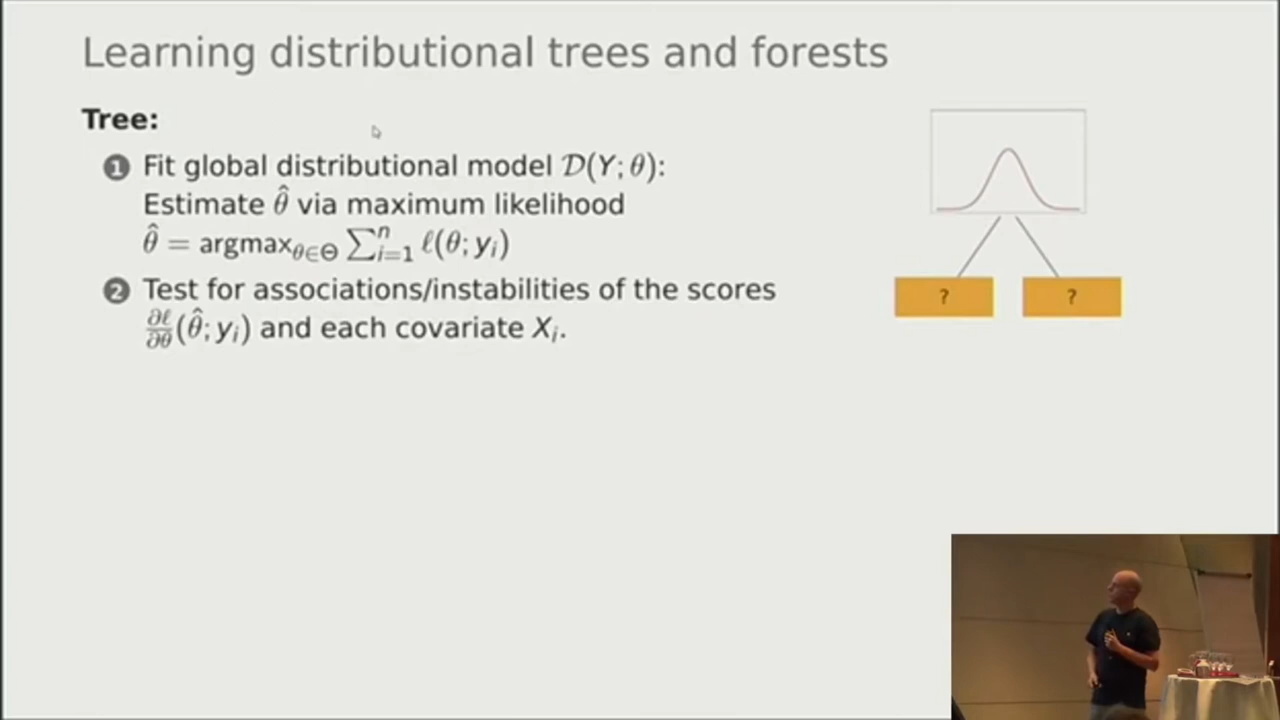 Learning distributional trees and forests
Tree:
1 Fit global distributional model 𝒟(Y; θ):
Estimate θ̂ via maximum likelihood
θ̂ = argmax_{θ∈Θ} ∑_{i=1}^{n} ℓ(θ; y_i)
2 Test for associations/instabilities of the scores
∂ℓ/∂θ(θ̂; y_i) and each covariate X_i.
? ?